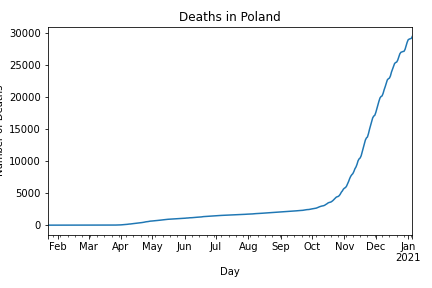 Deaths in Poland
Number of Deaths
30000
25000
20000
15000
10000
5000
0
Feb Mar Apr May Jun Jul Aug Sep Oct Nov Dec Jan
2021
Day